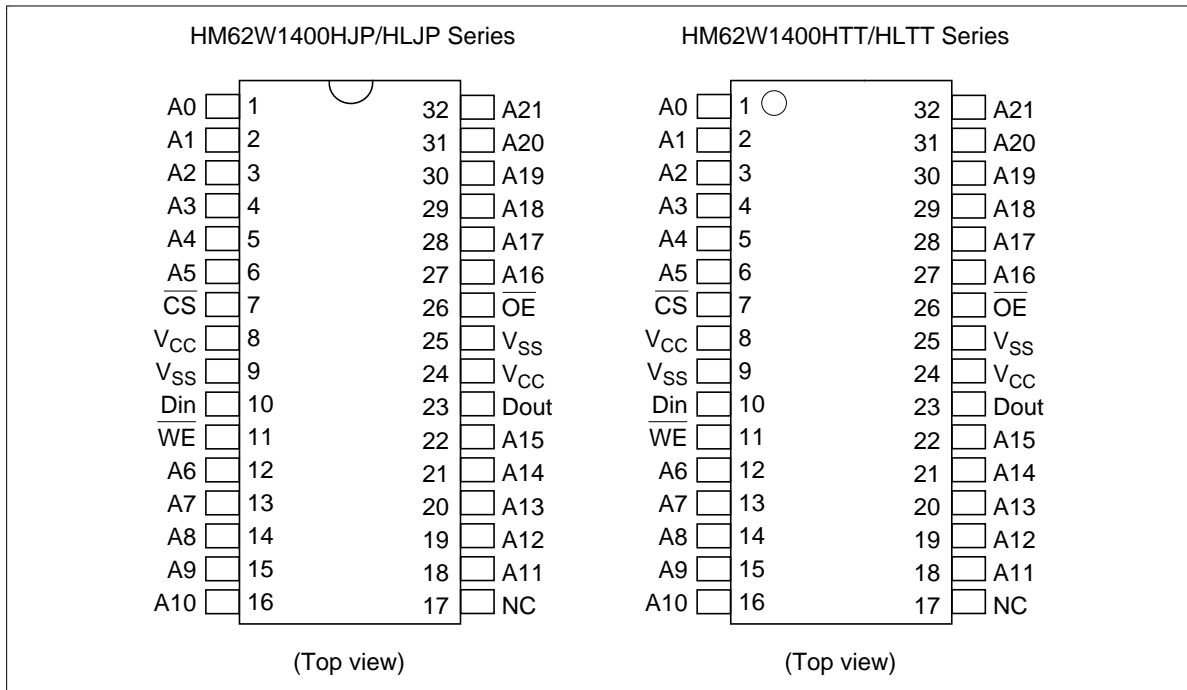 HM62W1400HJP/HLJP Series
A0 1 32 A21
A1 2 31 A20
A2 3 30 A19
A3 4 29 A18
A4 5 28 A17
A5 6 27 A16
C̅S̅ 7 26 O̅E̅
VCC 8 25 VSS
VSS 9 24 VCC
Din 10 23 Dout
W̅E̅ 11 22 A15
A6 12 21 A14
A7 13 20 A13
A8 14 19 A12
A9 15 18 A11
A10 16 17 NC
(Top view)
HM62W1400HTT/HLTT Series
A0 1 32 A21
A1 2 31 A20
A2 3 30 A19
A3 4 29 A18
A4 5 28 A17
A5 6 27 A16
C̅S̅ 7 26 O̅E̅
VCC 8 25 VSS
VSS 9 24 VCC
Din 10 23 Dout
W̅E̅ 11 22 A15
A6 12 21 A14
A7 13 20 A13
A8 14 19 A12
A9 15 18 A11
A10 16 17 NC
(Top view)